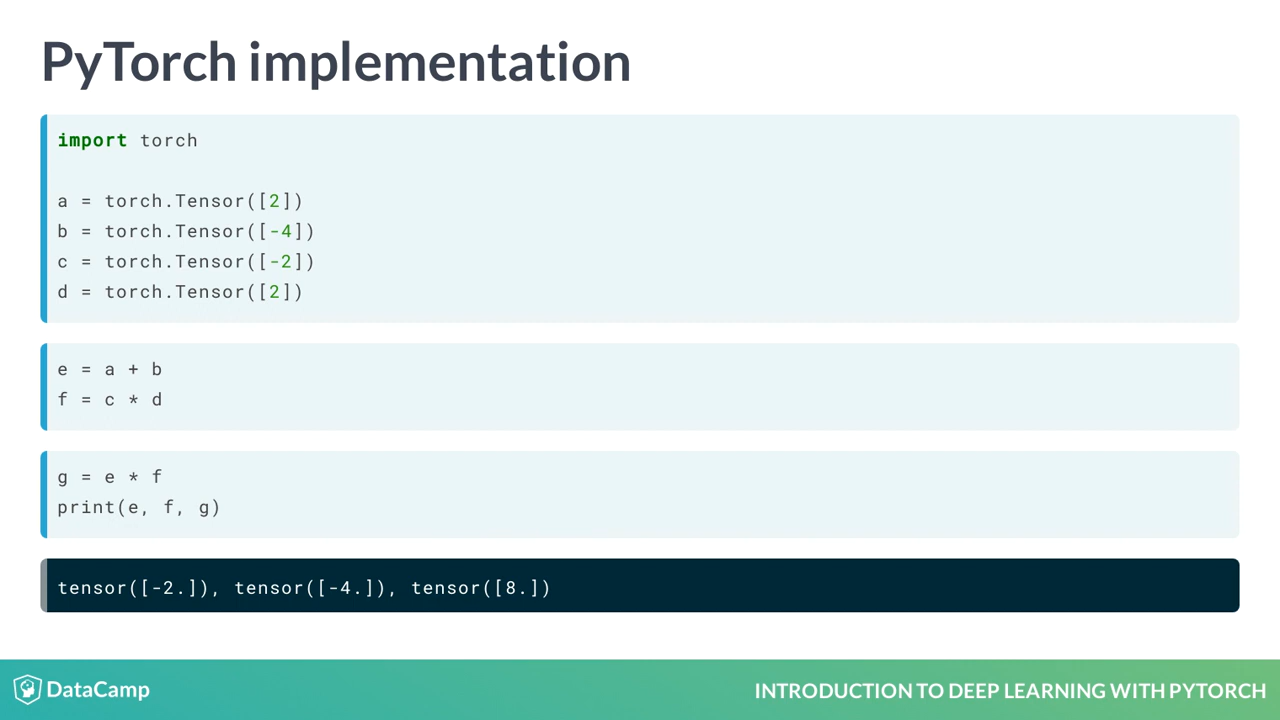 PyTorch implementation
import torch
a = torch.Tensor([2])
b = torch.Tensor([-4])
c = torch.Tensor([-2])
d = torch.Tensor([2])
e = a + b
f = c * d
g = e * f
print(e, f, g)
tensor([-2.]), tensor([-4.]), tensor([8.])
DataCamp
INTRODUCTION TO DEEP LEARNING WITH PYTORCH